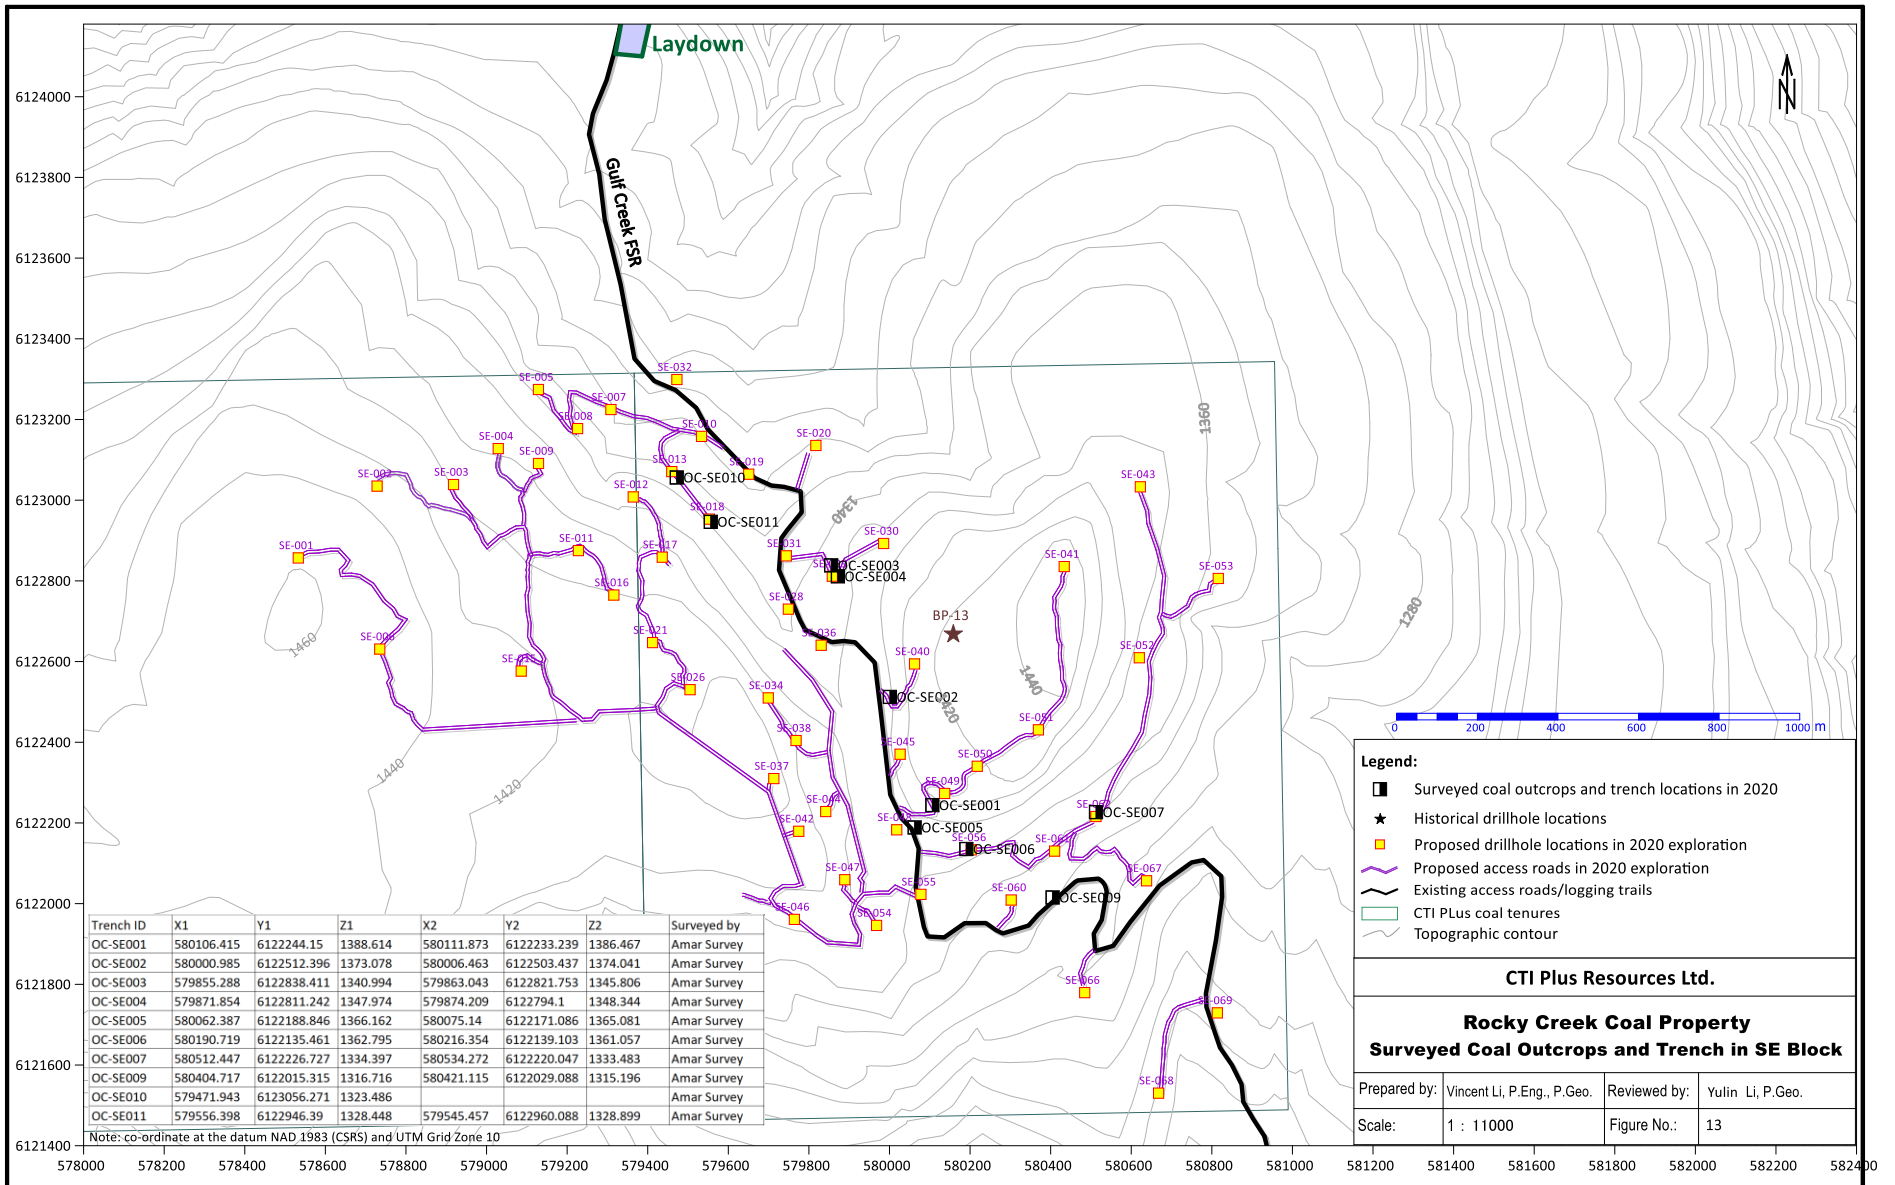 Laydown
Gulf Creek FSR
6124000
6123800
6123600
6123400
6123200
6123000
6122800
6122600
6122400
6122200
6122000
6121800
6121600
6121400
SE-032
SE-005
SE-007
SE-008
SE-010
SE-020
SE-004
SE-009
SE-013
SE-019
SE-002
SE-003
SE-012
OC-SE010
SE-018
OC-SE011
SE-043
1360
1340
SE-001
SE-011
SE-017
SE-031
SE-030
OC-SE003
OC-SE004
SE-041
SE-053
SE-016
SE-028
BP-13
1280
1460
SE-006
SE-021
SE-036
SE-015
SE-040
SE-052
SE-026
SE-034
OC-SE002
1440
1420
SE-038
SE-045
SE-051
SE-050
1440
1420
SE-037
SE-049
SE-044
OC-SE001
SE-042
OC-SE005
OC-SE007
SE-056
OC-SE006
SE-047
SE-055
SE-067
SE-060
OC-SE009
SE-046
SE-054
SE-066
SE-069
SE-068
0 200 400 600 800 1000 m
Legend:
Surveyed coal outcrops and trench locations in 2020
Historical drillhole locations
Proposed drillhole locations in 2020 exploration
Proposed access roads in 2020 exploration
Existing access roads/logging trails
CTI PLus coal tenures
Topographic contour
CTI Plus Resources Ltd.
Rocky Creek Coal Property
Surveyed Coal Outcrops and Trench in SE Block
Prepared by: Vincent Li, P.Eng., P.Geo. Reviewed by: Yulin Li, P.Geo.
Scale: 1 : 11000 Figure No.: 13
Trench ID X1 Y1 Z1 X2 Y2 Z2 Surveyed by
OC-SE001 580106.415 6122244.15 1388.614 580111.873 6122233.239 1386.467 Amar Survey
OC-SE002 580000.985 6122512.396 1373.078 580006.463 6122503.437 1374.041 Amar Survey
OC-SE003 579855.288 6122838.411 1340.994 579863.043 6122821.753 1345.806 Amar Survey
OC-SE004 579871.854 6122811.242 1347.974 579874.209 6122794.1 1348.344 Amar Survey
OC-SE005 580062.387 6122188.846 1366.162 580075.14 6122171.086 1365.081 Amar Survey
OC-SE006 580190.719 6122135.461 1362.795 580216.354 6122139.103 1361.057 Amar Survey
OC-SE007 580512.447 6122226.727 1334.397 580534.272 6122220.047 1333.483 Amar Survey
OC-SE009 580404.717 6122015.315 1316.716 580421.115 6122029.088 1315.196 Amar Survey
OC-SE010 579471.943 6123056.271 1323.486 Amar Survey
OC-SE011 579556.398 6122946.39 1328.448 579545.457 6122960.088 1328.899 Amar Survey
Note: co-ordinate at the datum NAD 1983 (CSRS) and UTM Grid Zone 10
578000 578200 578400 578600 578800 579000 579200 579400 579600 579800 580000 580200 580400 580600 580800 581000 581200 581400 581600 581800 582000 582200 582400